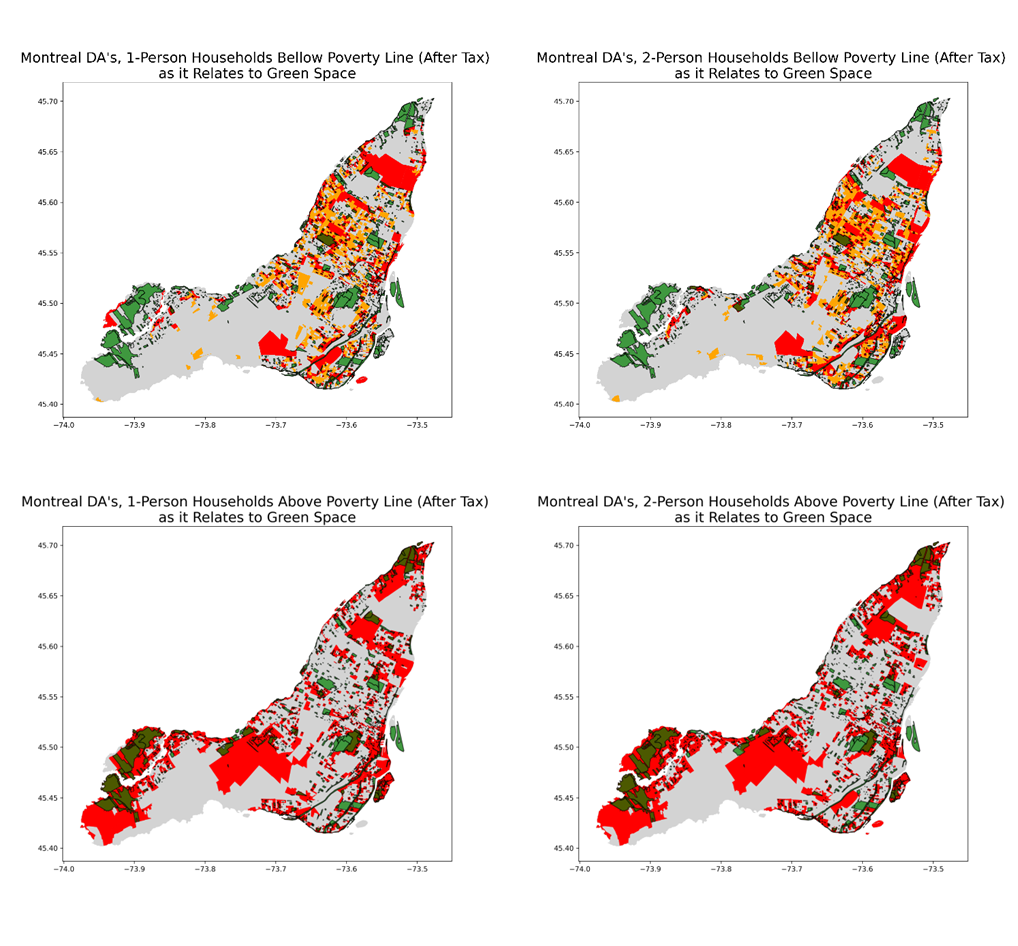 Montreal DA's, 1-Person Households Bellow Poverty Line (After Tax)
as it Relates to Green Space
45.70
45.65
45.60
45.55
45.50
45.45
45.40
−74.0 −73.9 −73.8 −73.7 −73.6 −73.5
Montreal DA's, 2-Person Households Bellow Poverty Line (After Tax)
as it Relates to Green Space
45.70
45.65
45.60
45.55
45.50
45.45
45.40
−74.0 −73.9 −73.8 −73.7 −73.6 −73.5
Montreal DA's, 1-Person Households Above Poverty Line (After Tax)
as it Relates to Green Space
45.70
45.65
45.60
45.55
45.50
45.45
45.40
−74.0 −73.9 −73.8 −73.7 −73.6 −73.5
Montreal DA's, 2-Person Households Above Poverty Line (After Tax)
as it Relates to Green Space
45.70
45.65
45.60
45.55
45.50
45.45
45.40
−74.0 −73.9 −73.8 −73.7 −73.6 −73.5